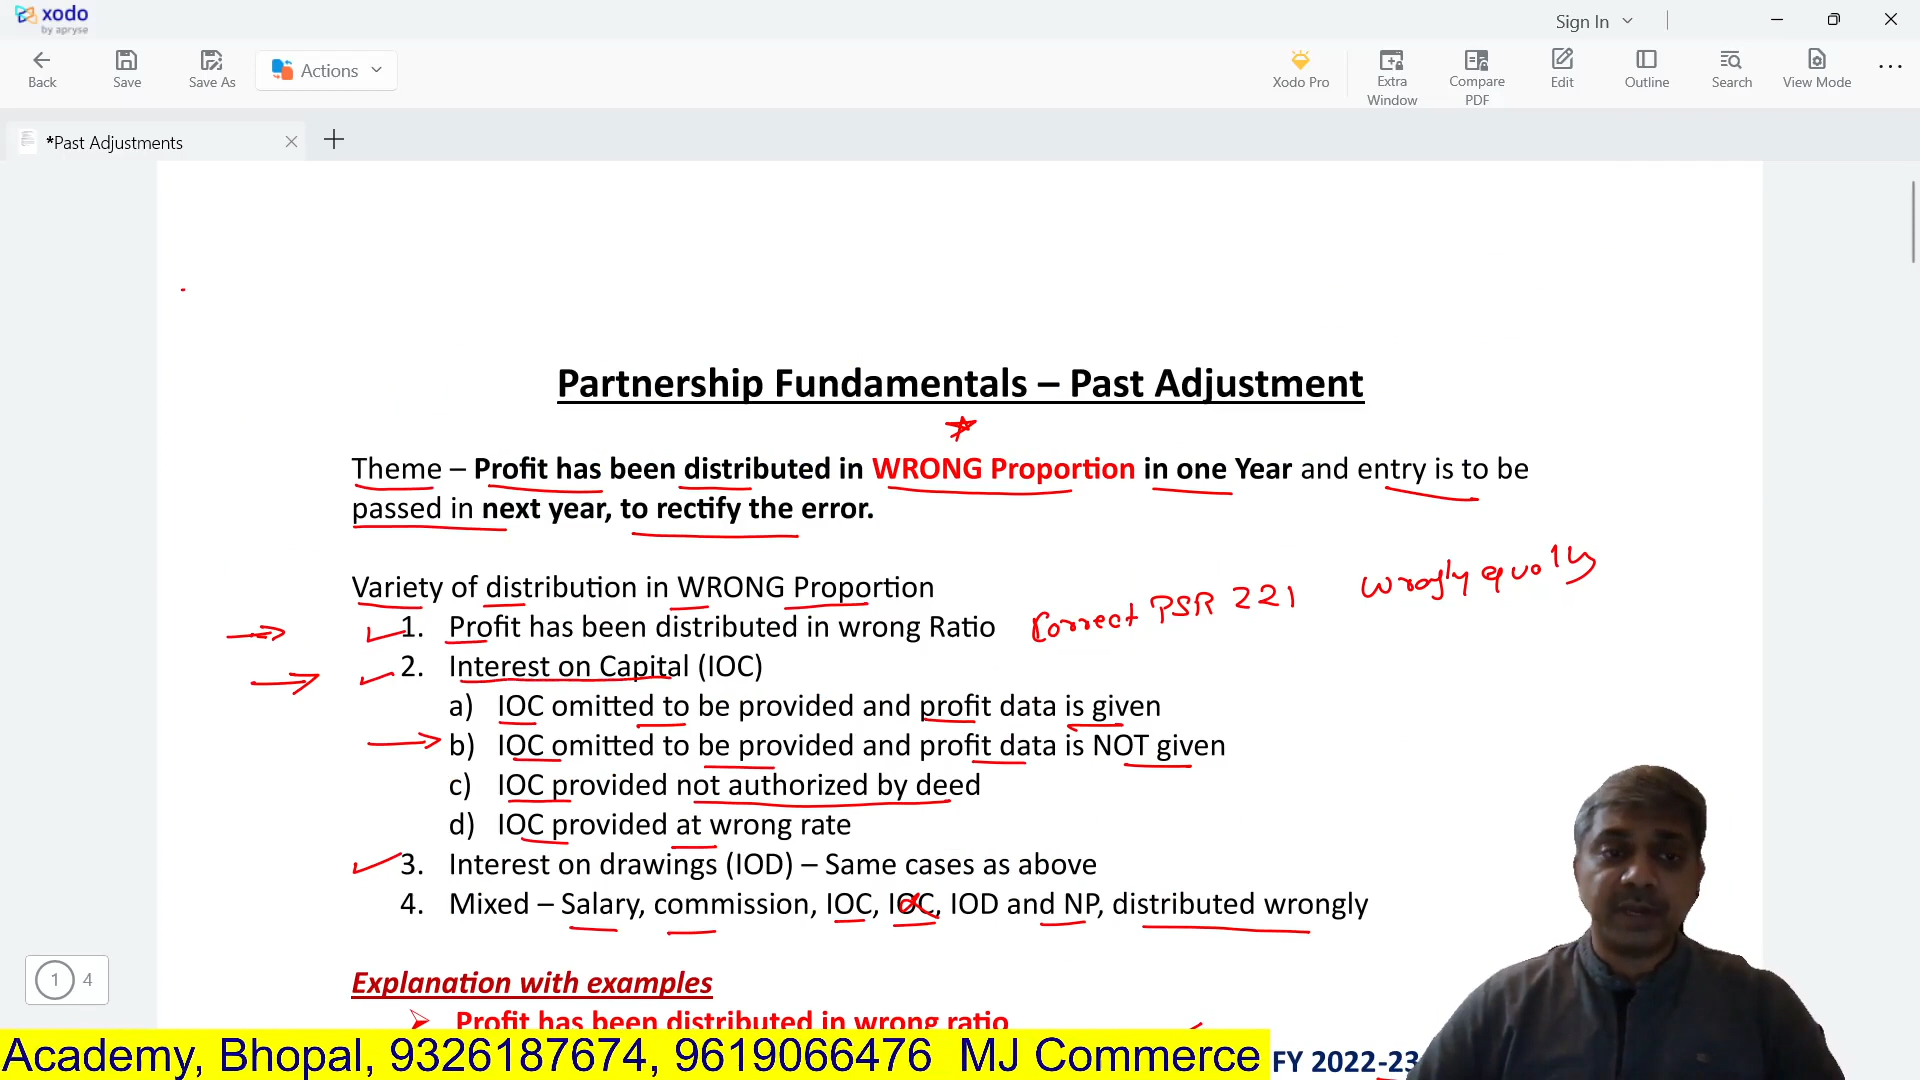 xodo
by apryse
Sign In
Back
Save
Save As
Actions
Xodo Pro
Extra Window
Compare PDF
Edit
Outline
Search
View Mode
*Past Adjustments
Partnership Fundamentals – Past Adjustment
Theme – Profit has been distributed in WRONG Proportion in one Year and entry is to be
passed in next year, to rectify the error.
Variety of distribution in WRONG Proportion
1. Profit has been distributed in wrong Ratio
Correct PSR 221
wrongly equally
2. Interest on Capital (IOC)
a) IOC omitted to be provided and profit data is given
b) IOC omitted to be provided and profit data is NOT given
c) IOC provided not authorized by deed
d) IOC provided at wrong rate
3. Interest on drawings (IOD) – Same cases as above
4. Mixed – Salary, commission, IOC, IOC, IOD and NP, distributed wrongly
Explanation with examples
Profit has been distributed in wrong ratio
1 4
Academy, Bhopal, 9326187674, 9619066476 MJ Commerce
FY 2022-23